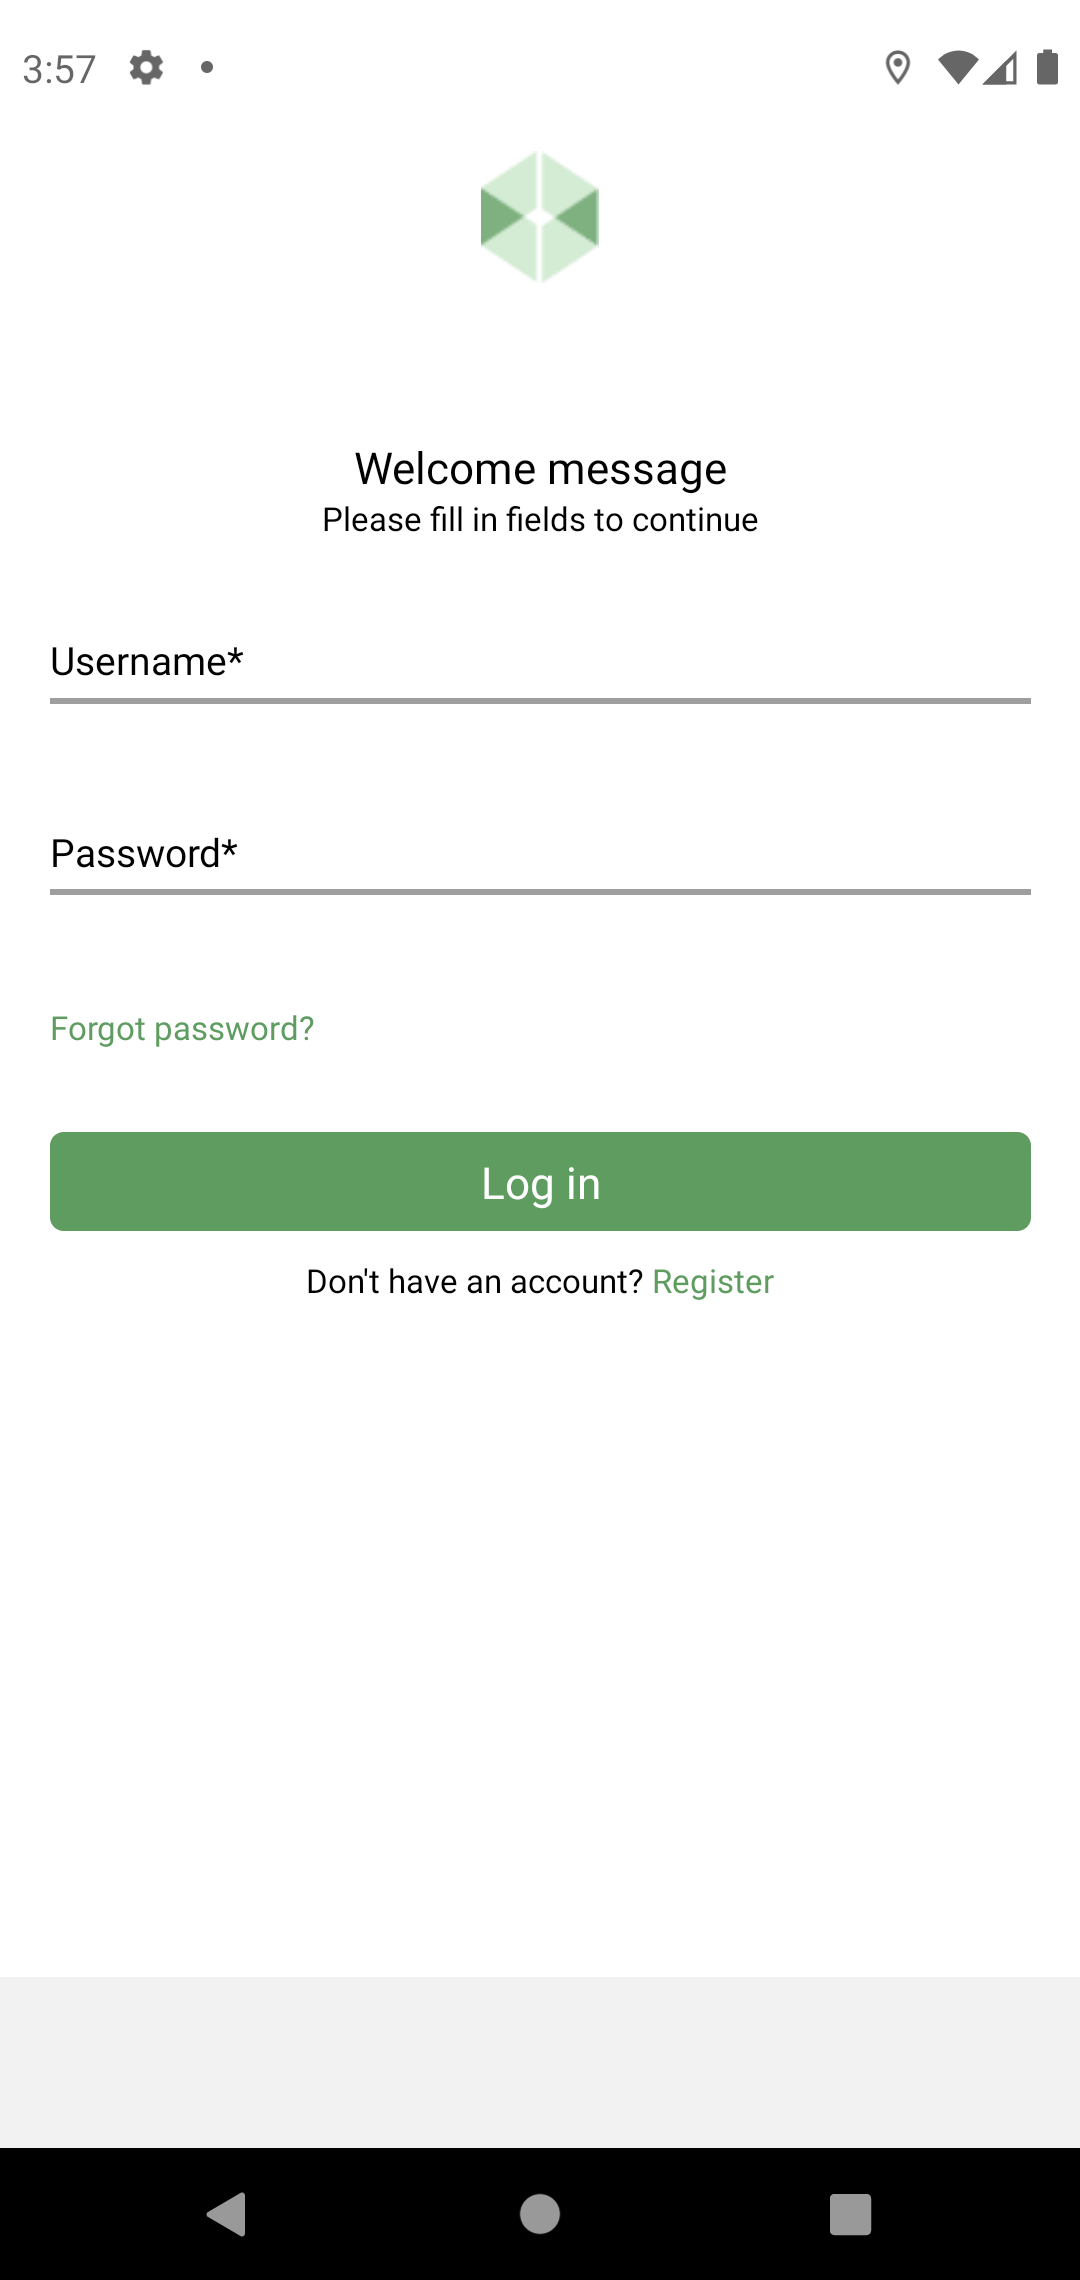 3:57
Welcome message
Please fill in fields to continue
Username*
Password*
Forgot password?
Log in
Don't have an account? Register